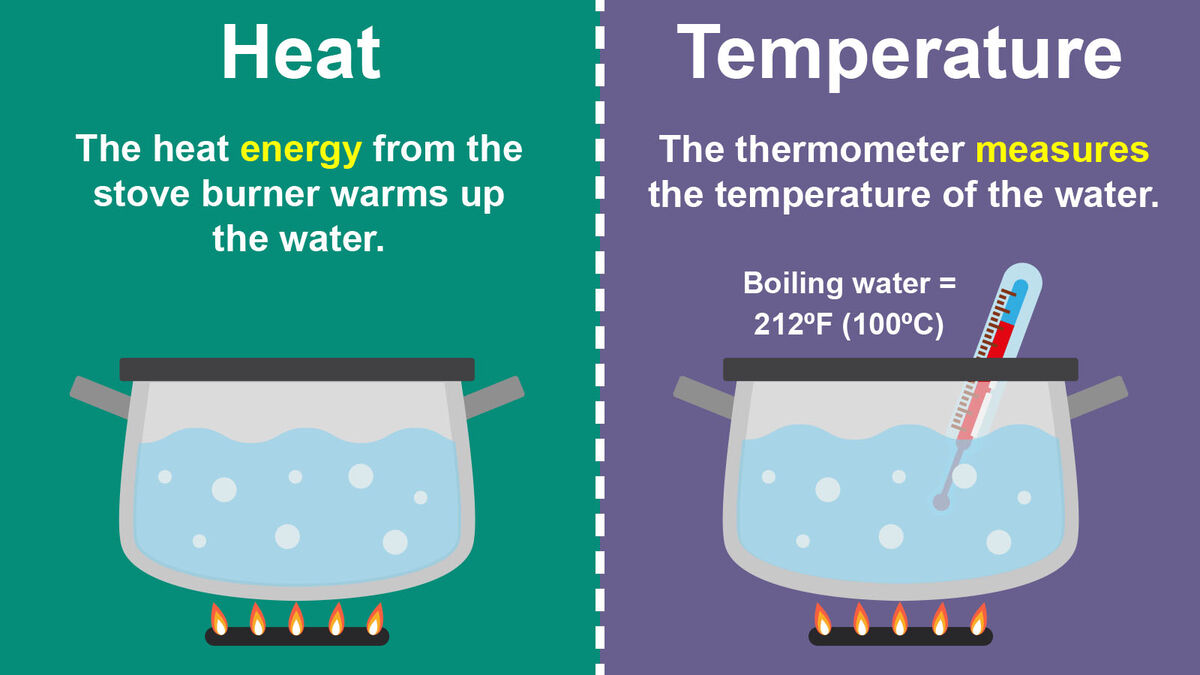 Heat
The heat energy from the
stove burner warms up
the water.
Temperature
The thermometer measures
the temperature of the water.
Boiling water =
212ºF (100ºC)